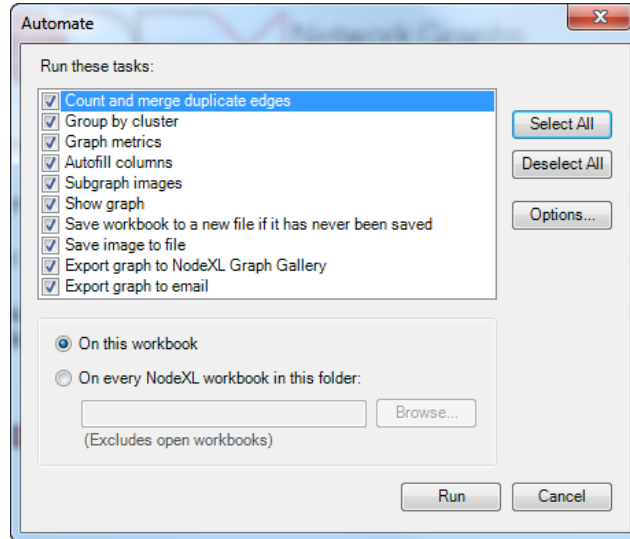 Automate
Network Graphs
Run these tasks:
Count and merge duplicate edges
Group by cluster
Graph metrics
Autofill columns
Subgraph images
Show graph
Save workbook to a new file if it has never been saved
Save image to file
Export graph to NodeXL Graph Gallery
Export graph to email
Select All
Deselect All
Options...
On this workbook
On every NodeXL workbook in this folder:
Browse...
(Excludes open workbooks)
Run
Cancel